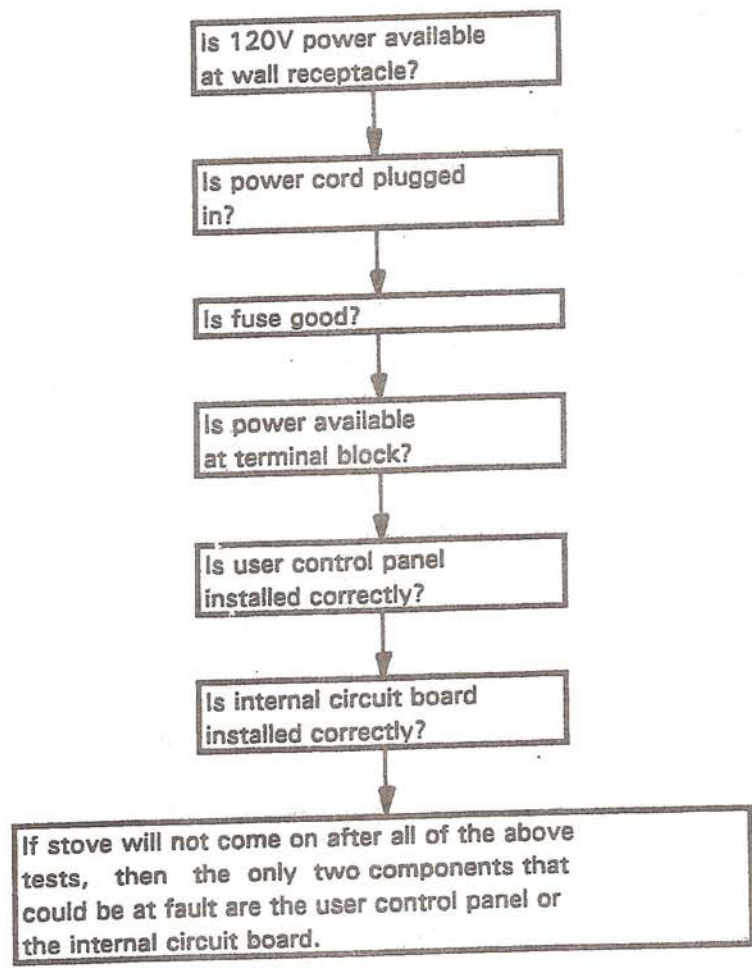 Is 120V power available
at wall receptacle?
Is power cord plugged
in?
Is fuse good?
Is power available
at terminal block?
Is user control panel
installed correctly?
Is internal circuit board
installed correctly?
If stove will not come on after all of the above
tests, then the only two components that
could be at fault are the user control panel or
the internal circuit board.